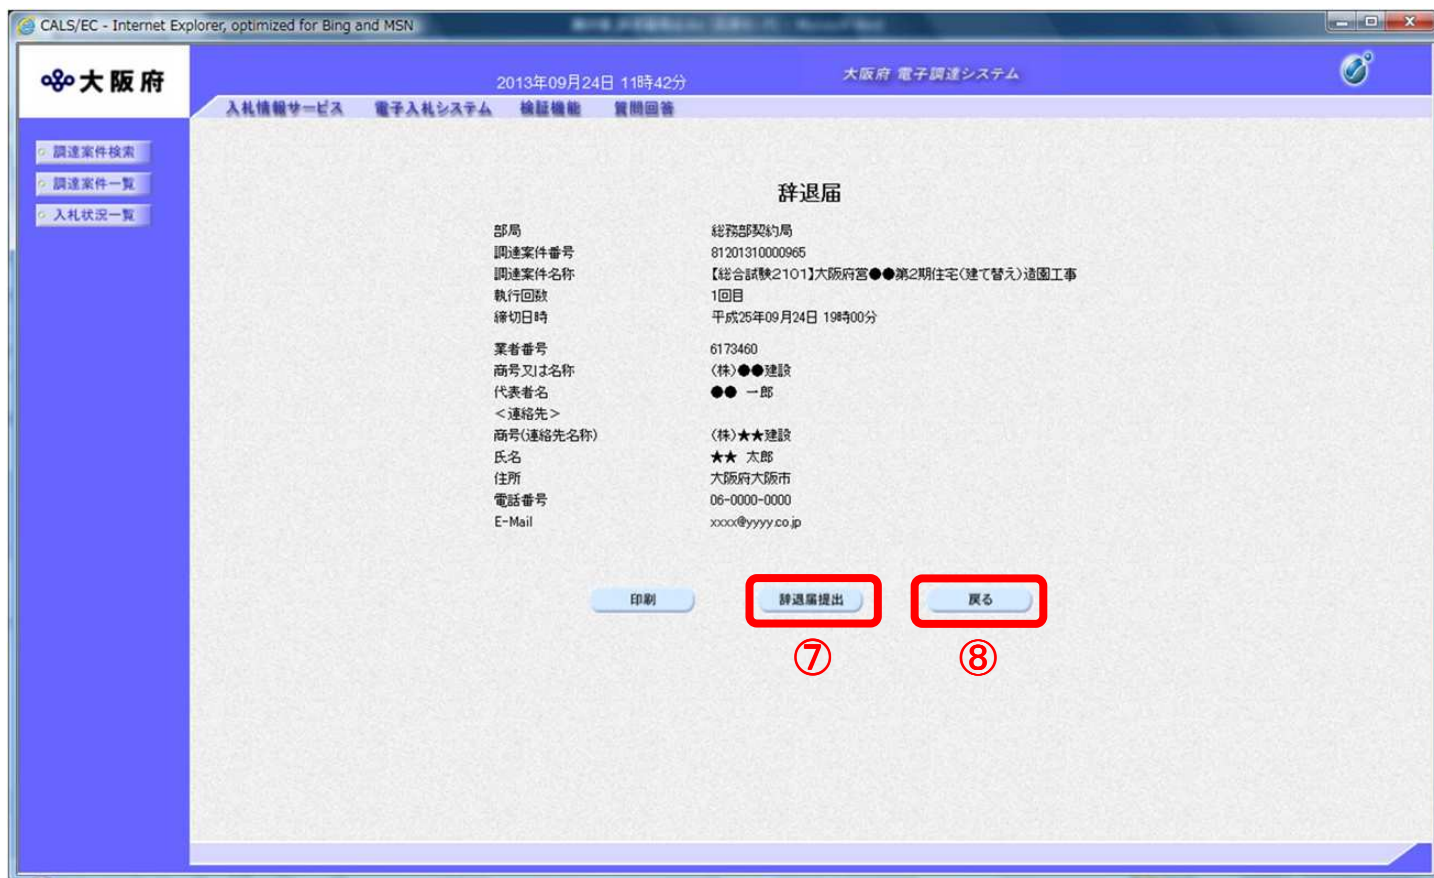 CALS/EC - Internet Explorer, optimized for Bing and MSN
大阪府
2013年09月24日 11時42分
大阪府 電子調達システム
入札情報サービス 電子入札システム 検証機能 質問回答
調達案件検索
調達案件一覧
入札状況一覧
辞退届
部局 総務部契約局
調達案件番号 81201310000965
調達案件名称 【総合試験2101】大阪府営●●第2期住宅(建て替え)造園工事
執行回数 1回目
締切日時 平成25年09月24日 19時00分
業者番号 6173460
商号又は名称 (株)●●建設
代表者名 ●● 一郎
<連絡先>
商号(連絡先名称) (株)★★建設
氏名 ★★ 太郎
住所 大阪府大阪市
電話番号 06-0000-0000
E-Mail xxxx@yyyy.co.jp
印刷 辞退届提出 戻る
⑦ ⑧